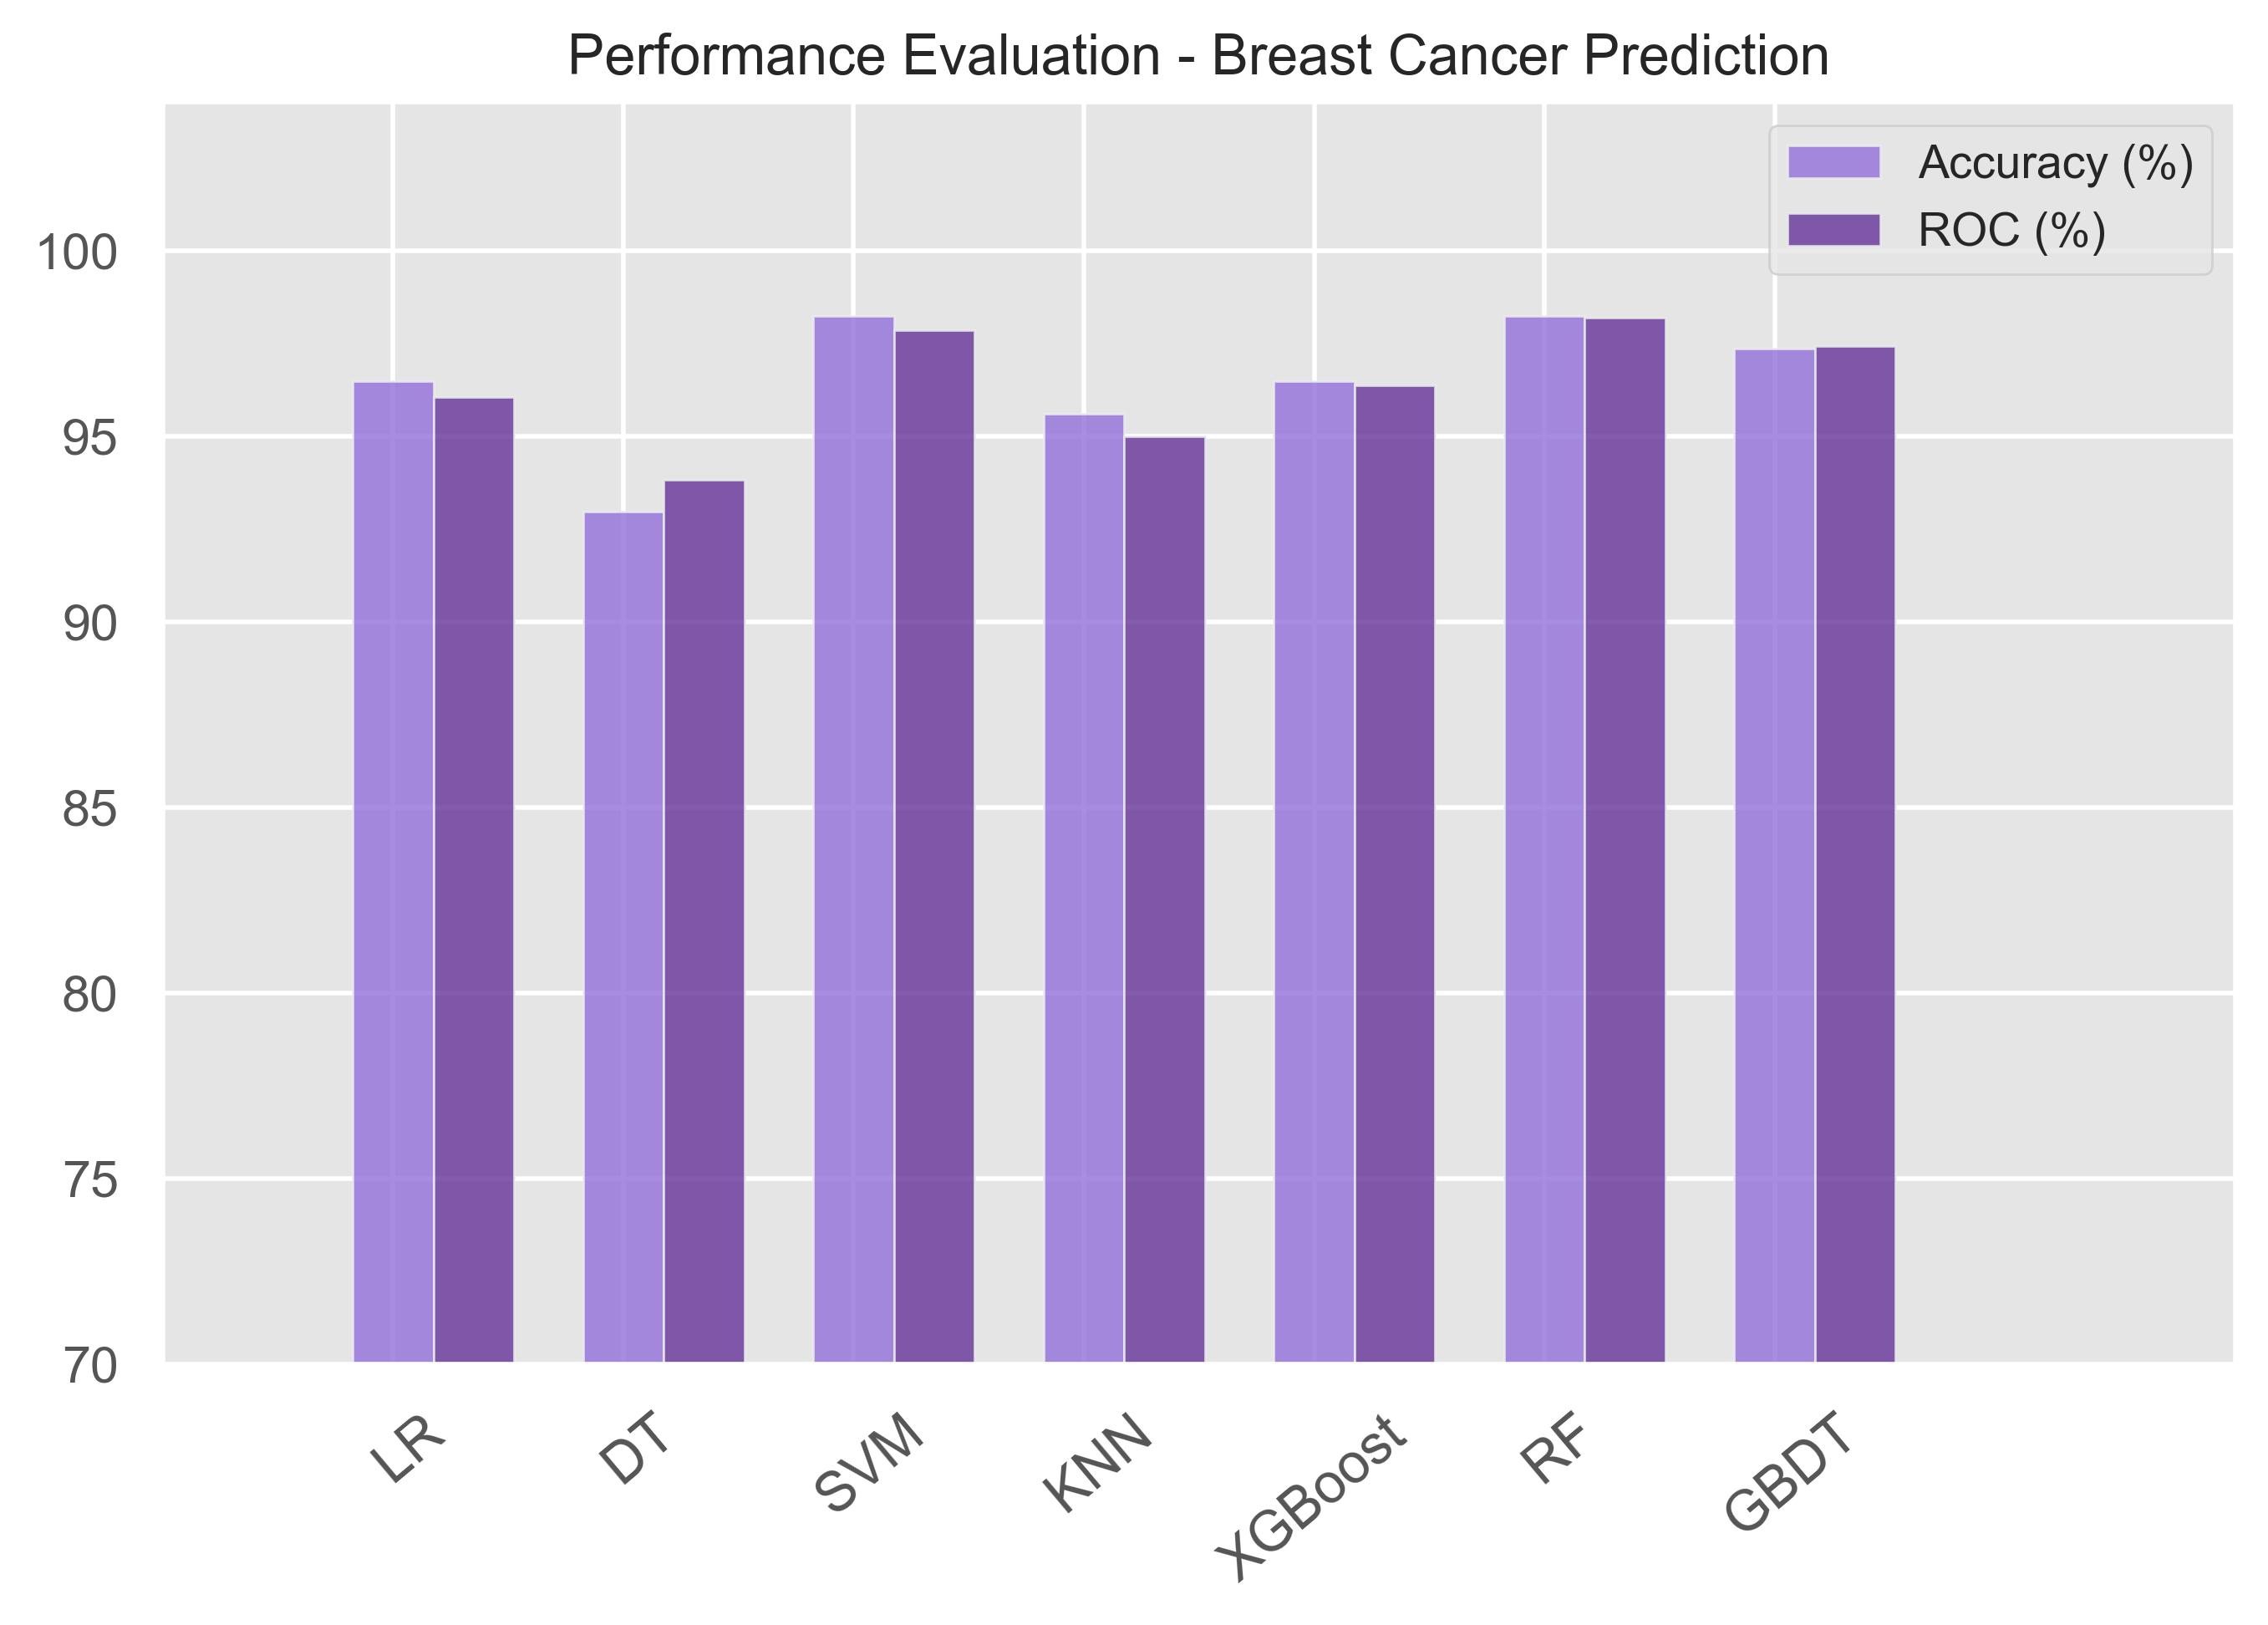 Performance Evaluation - Breast Cancer Prediction
Accuracy (%)
ROC (%)
100
95
90
85
80
75
70
LR
DT
SVM
KNN
XGBoost
RF
GBDT